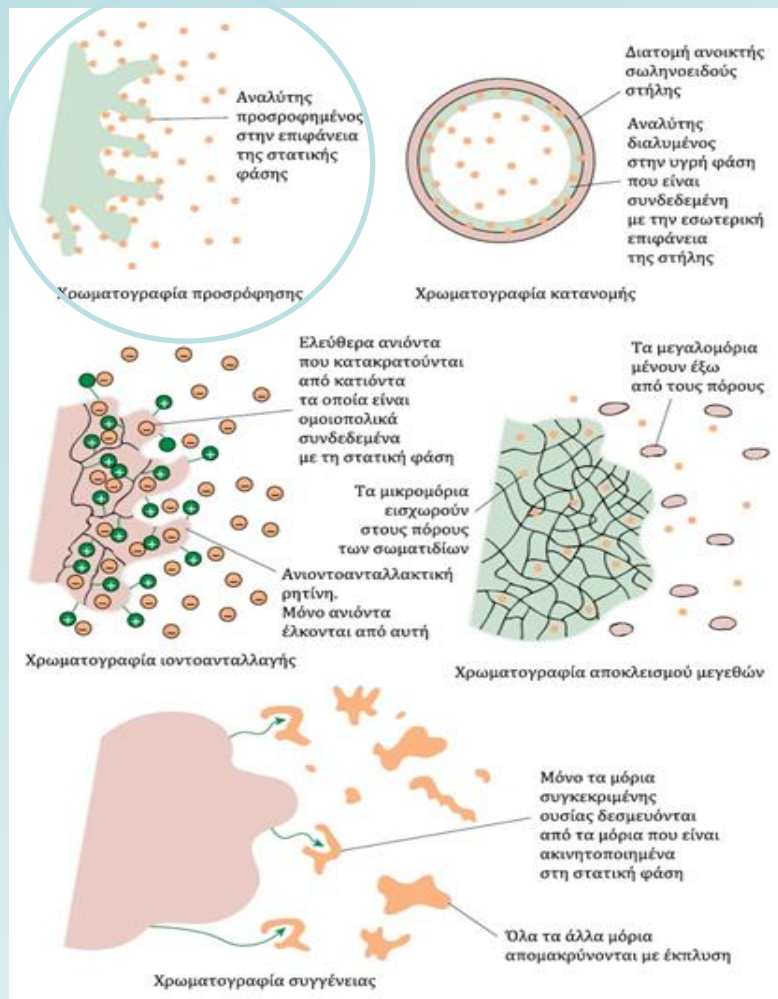 Αναλύτης
προσροφημένος
στην επιφάνεια
της στατικής
φάσης
Χρωματογραφία προσρόφησης
Διατομή ανοικτής
σωληνοειδούς
στήλης
Αναλύτης
διαλυμένος
στην υγρή φάση
που είναι
συνδεδεμένη
με την εσωτερική
επιφάνεια
της στήλης
Χρωματογραφία κατανομής
Ελεύθερα ανιόντα
που κατακρατούνται
από κατιόντα
τα οποία είναι
ομοιοπολικά
συνδεδεμένα
με τη στατική φάση
Ανιοντοανταλλακτική
ρητίνη.
Μόνο ανιόντα
έλκονται από αυτή
Χρωματογραφία ιοντοανταλλαγής
Τα μεγαλομόρια
μένουν έξω
από τους πόρους
Τα μικρομόρια
εισχωρούν
στους πόρους
των σωματιδίων
Χρωματογραφία αποκλεισμού μεγεθών
Μόνο τα μόρια
συγκεκριμένης
ουσίας δεσμεύονται
από τα μόρια που είναι
ακινητοποιημένα
στη στατική φάση
Όλα τα άλλα μόρια
απομακρύνονται με έκπλυση
Χρωματογραφία συγγένειας